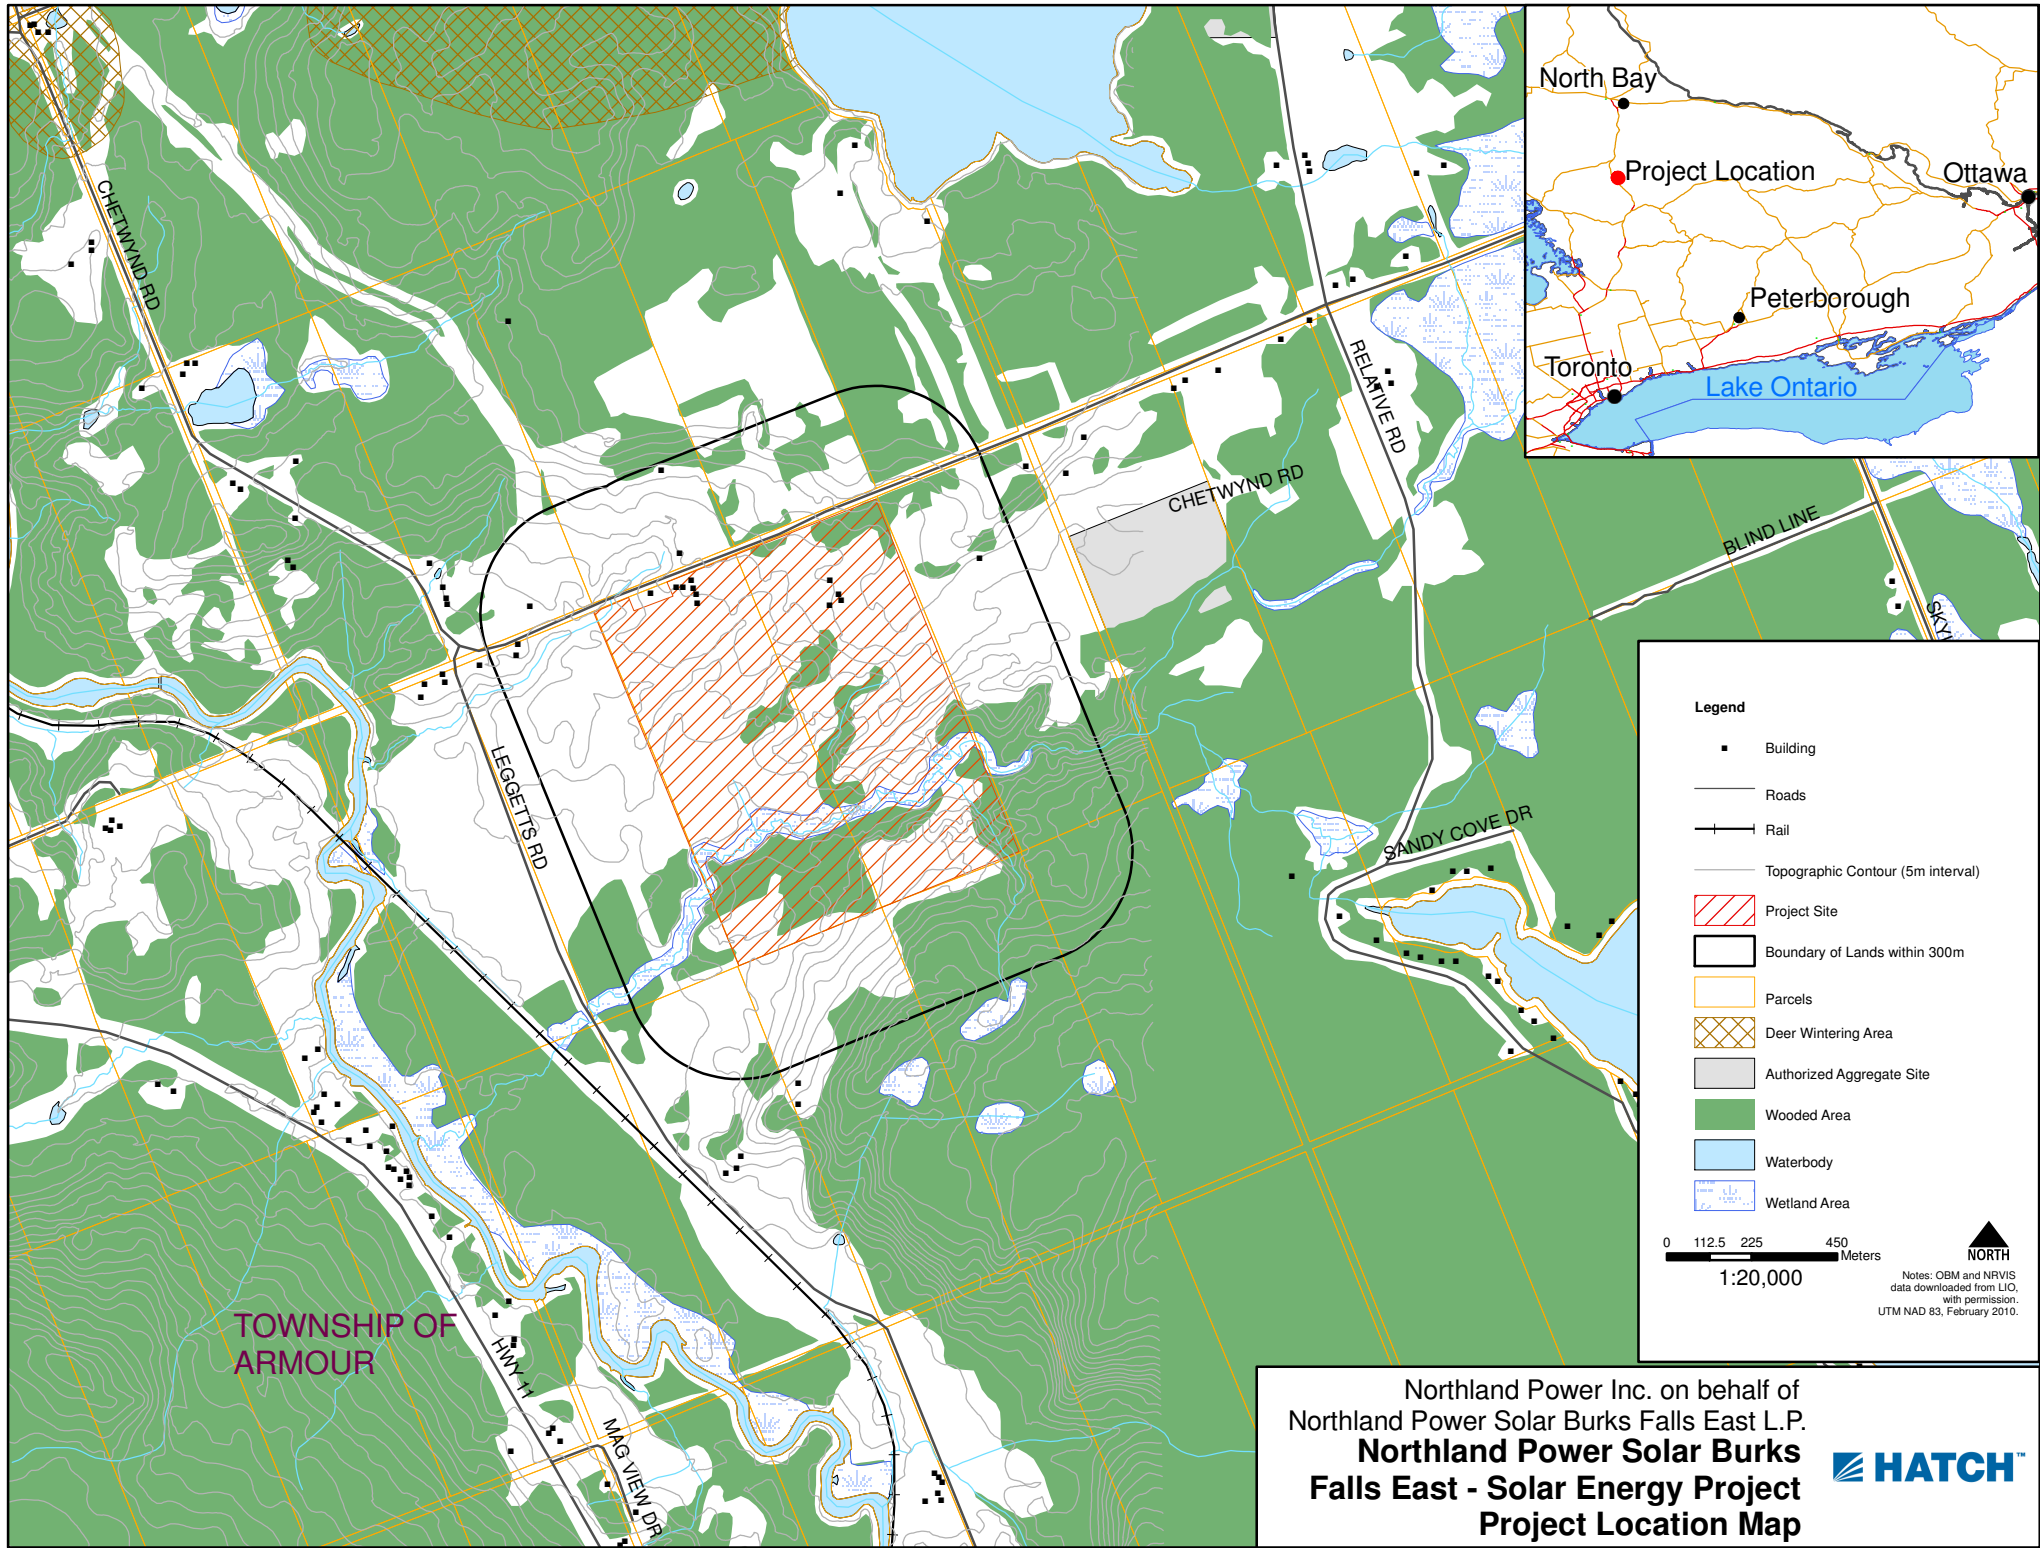 North Bay
Project Location
Ottawa
Peterborough
Toronto
Lake Ontario
CHETWYND RD
RELATIVE RD
CHETWYND RD
BLIND LINE
SKYL
LEGGETTS RD
SANDY COVE DR
HWY 11
MAG VIEW DR
TOWNSHIP OF
ARMOUR
Legend
Building
Roads
Rail
Topographic Contour (5m interval)
Project Site
Boundary of Lands within 300m
Parcels
Deer Wintering Area
Authorized Aggregate Site
Wooded Area
Waterbody
Wetland Area
0 112.5 225 450
Meters
1:20,000
NORTH
Notes: OBM and NRVIS
data downloaded from LIO,
with permission.
UTM NAD 83, February 2010.
Northland Power Inc. on behalf of
Northland Power Solar Burks Falls East L.P.
Northland Power Solar Burks
Falls East - Solar Energy Project
Project Location Map
HATCH™